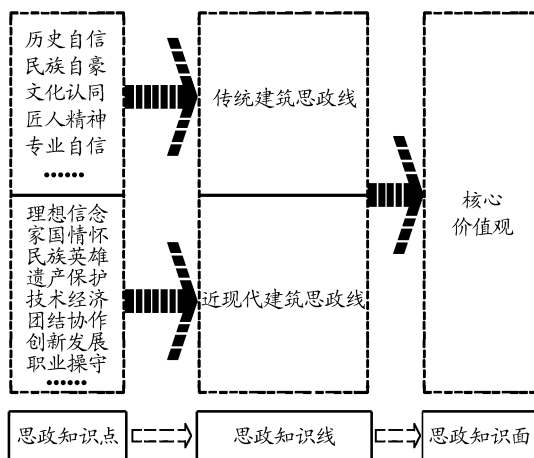 历史自信
民族自豪
文化认同
匠人精神
专业自信
……
传统建筑思政线
理想信念
家国情怀
民族英雄
遗产保护
技术经济
团结协作
创新发展
职业操守
……
近现代建筑思政线
核心
价值观
思政知识点
思政知识线
思政知识面